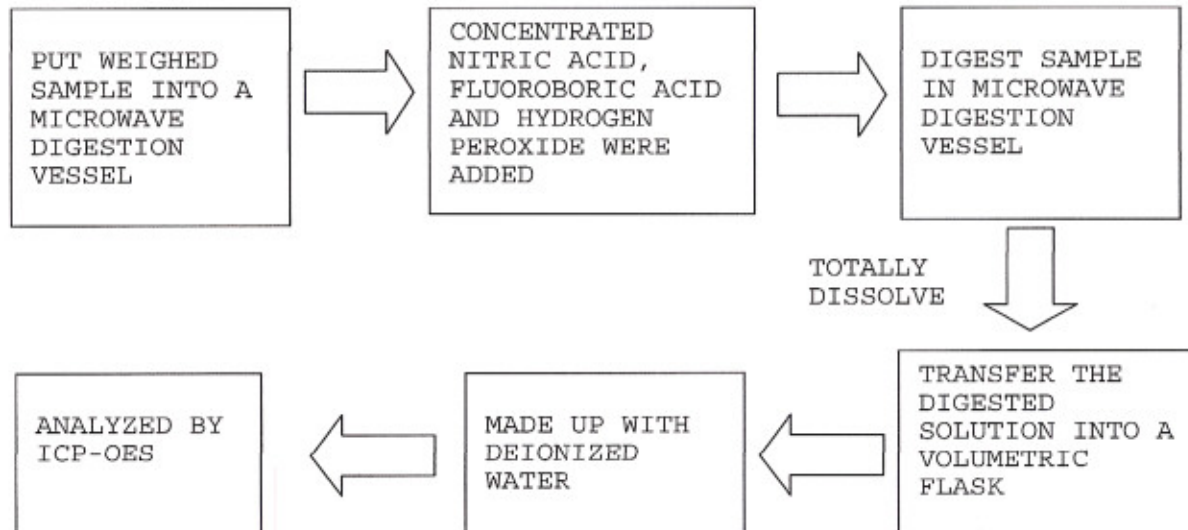 PUT WEIGHED
SAMPLE INTO A
MICROWAVE
DIGESTION
VESSEL
CONCENTRATED
NITRIC ACID,
FLUOROBORIC ACID
AND HYDROGEN
PEROXIDE WERE
ADDED
DIGEST SAMPLE
IN MICROWAVE
DIGESTION
VESSEL
TOTALLY
DISSOLVE
TRANSFER THE
DIGESTED
SOLUTION INTO A
VOLUMETRIC
FLASK
MADE UP WITH
DEIONIZED
WATER
ANALYZED BY
ICP-OES